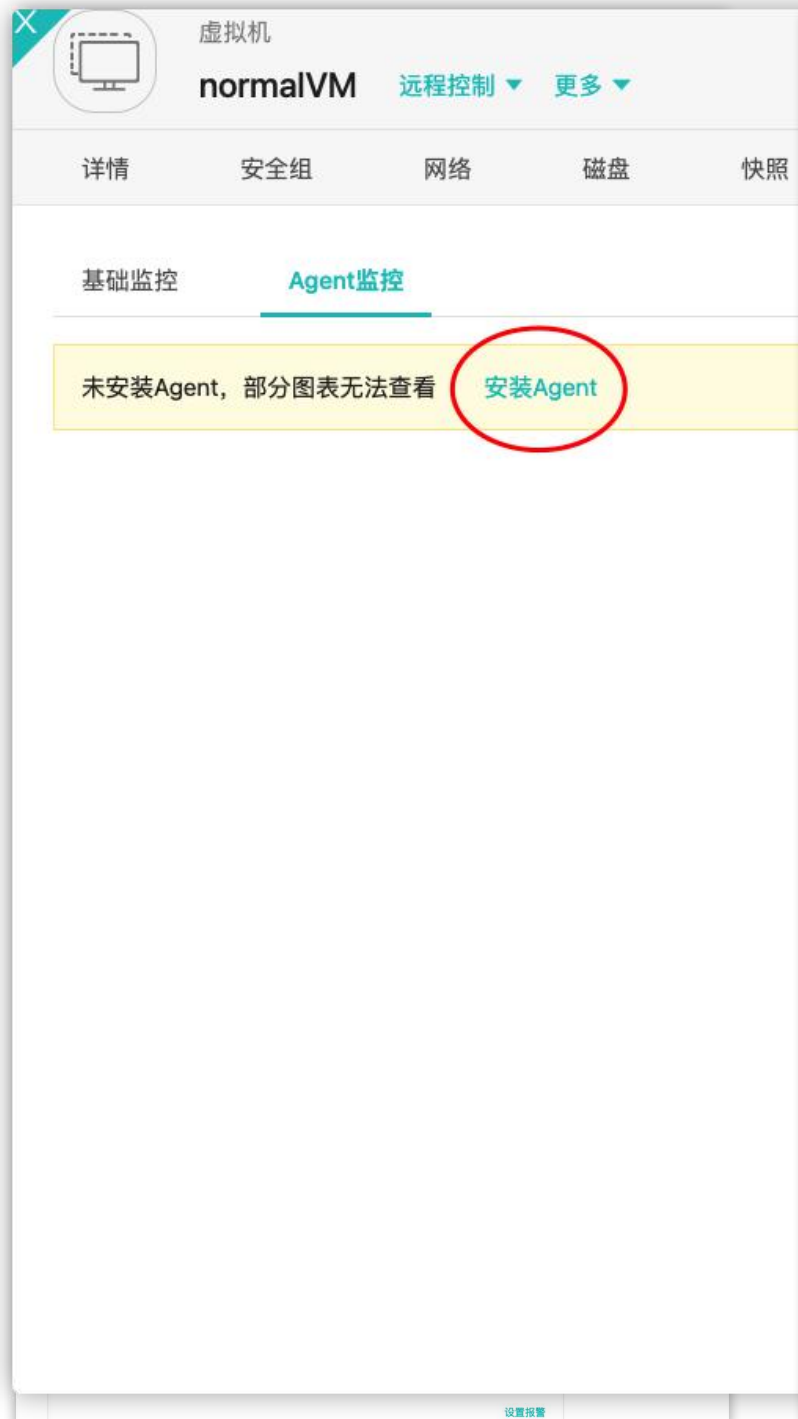 X
虚拟机
normalVM 远程控制 更多
详情 安全组 网络 磁盘 快照
基础监控 Agent监控
未安装Agent，部分图表无法查看 安装Agent
设置报警